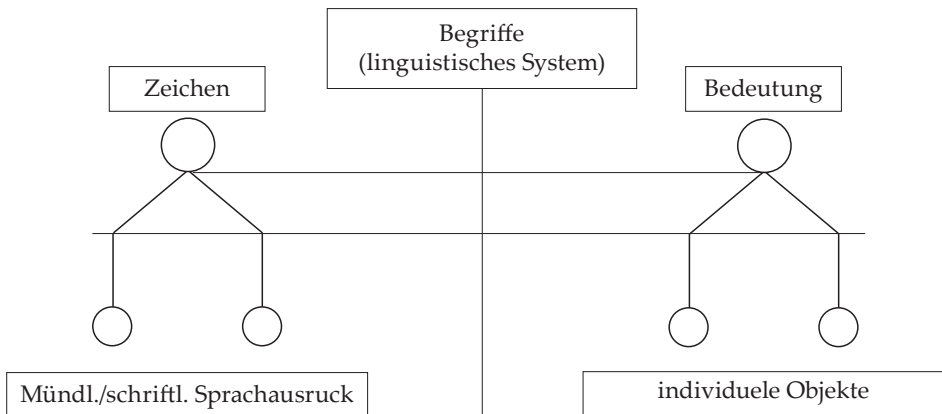 Begriffe
(linguistisches System)
Zeichen
Bedeutung
Mündl./schriftl. Sprachausruck
individuele Objekte